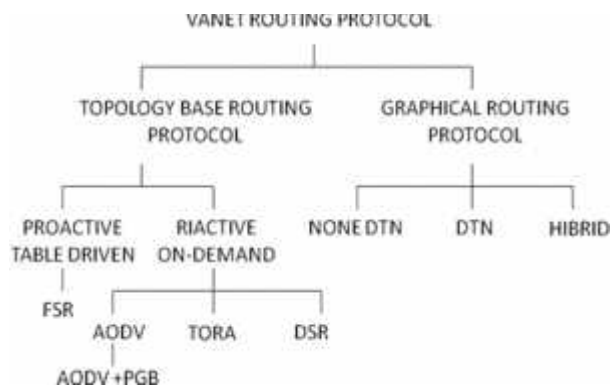 VANET ROUTING PROTOCOL
TOPOLOGY BASE ROUTING
PROTOCOL
GRAPHICAL ROUTING
PROTOCOL
PROACTIVE
TABLE DRIVEN
RIACTIVE
ON-DEMAND
NONE DTN
DTN
HIBRID
FSR
AODV
TORA
DSR
AODV +PGB